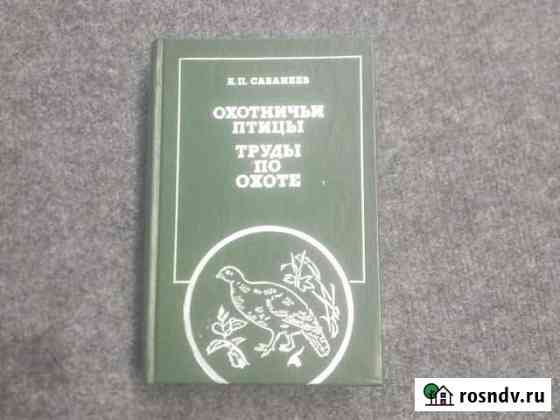 Л.П. САБАНЕЕВ
ОХОТНИЧЬИ
ПТИЦЫ
ТРУДЫ
ПО
ОХОТЕ
rosndv.ru